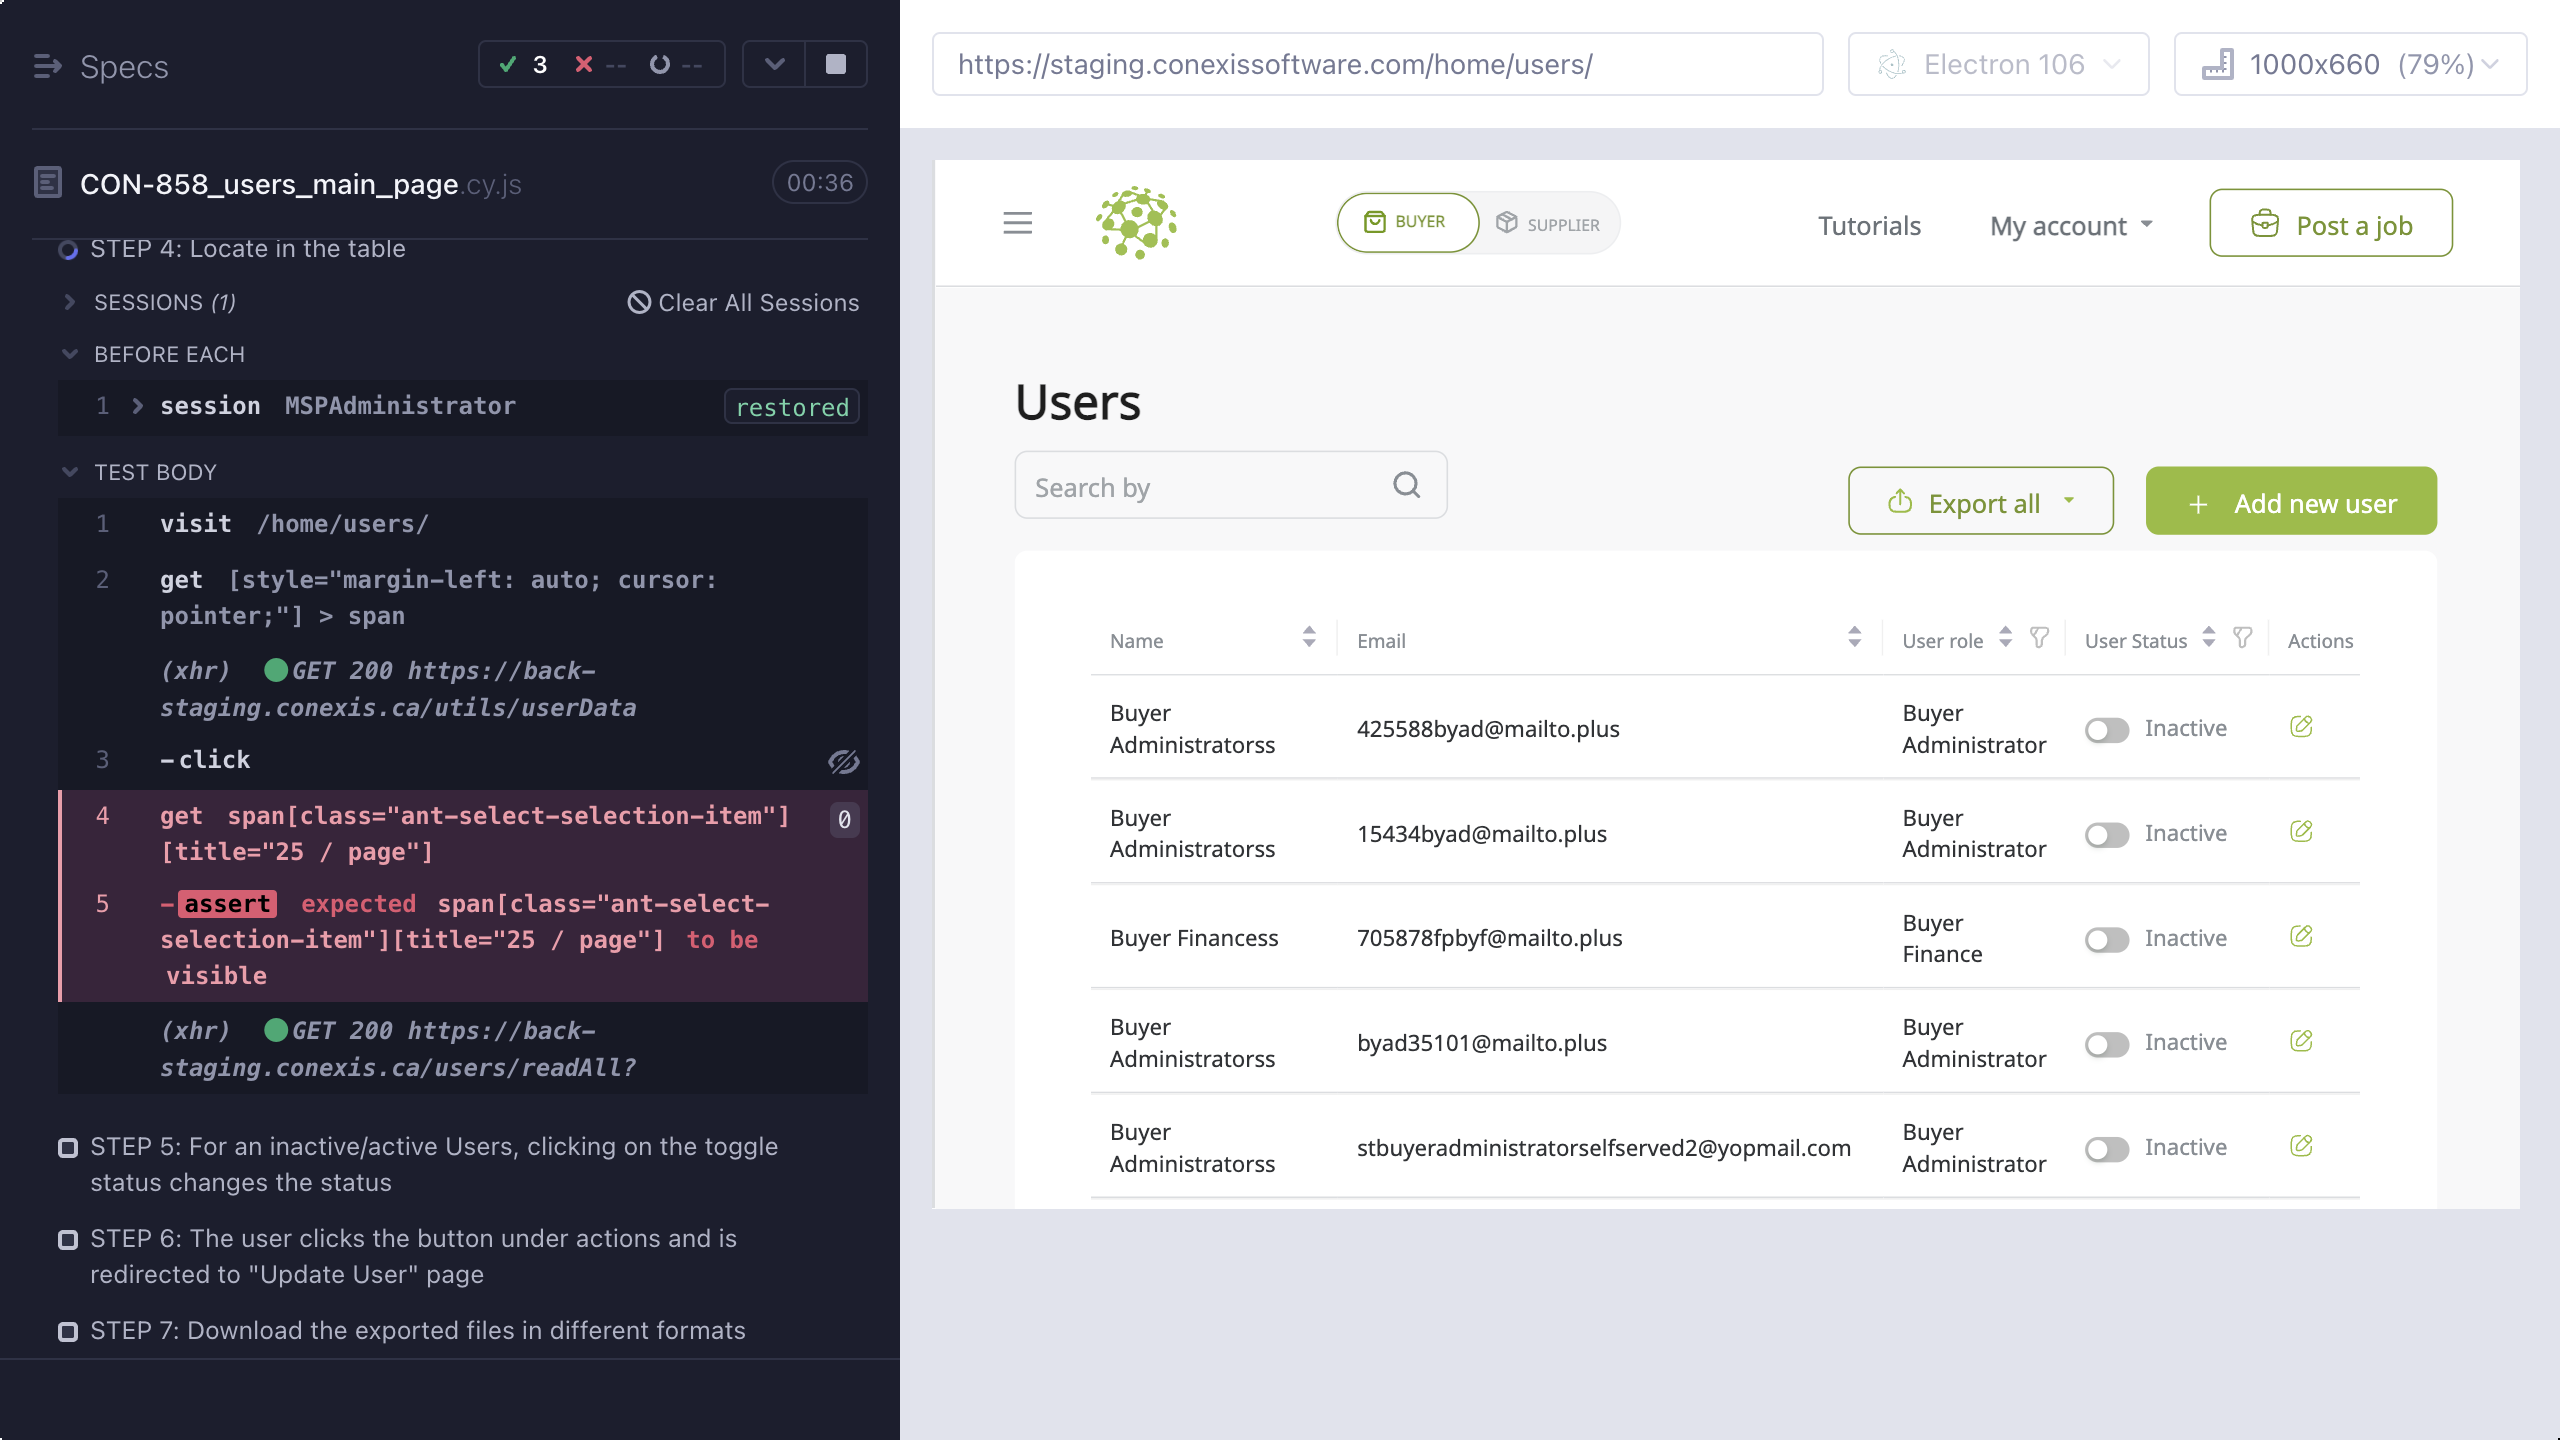 Specs
3 -- --
CON-858_users_main_page.cy.js
00:36
STEP 4: Locate in the table
SESSIONS (1)
Clear All Sessions
BEFORE EACH
1 session MSPAdministrator restored
TEST BODY
1 visit /home/users/
2 get [style="margin-left: auto; cursor:
pointer;"] > span
(xhr) GET 200 https://back-
staging.conexis.ca/utils/userData
3 -click
4 get span[class="ant-select-selection-item"]
[title="25 / page"]
0
5 -assert expected span[class="ant-select-
selection-item"][title="25 / page"] to be
visible
(xhr) GET 200 https://back-
staging.conexis.ca/users/readAll?
STEP 5: For an inactive/active Users, clicking on the toggle
status changes the status
STEP 6: The user clicks the button under actions and is
redirected to "Update User" page
STEP 7: Download the exported files in different formats
https://staging.conexissoftware.com/home/users/
Electron 106
1000x660 (79%)
BUYER
SUPPLIER
Tutorials
My account
Post a job
Users
Search by
Export all
+ Add new user
Name Email User role User Status Actions
Buyer
Administratorss
425588byad@mailto.plus
Buyer
Administrator
Inactive
Buyer
Administratorss
15434byad@mailto.plus
Buyer
Administrator
Inactive
Buyer Financess
705878fpbyf@mailto.plus
Buyer
Finance
Inactive
Buyer
Administratorss
byad35101@mailto.plus
Buyer
Administrator
Inactive
Buyer
Administratorss
stbuyeradministratorselfserved2@yopmail.com
Buyer
Administrator
Inactive